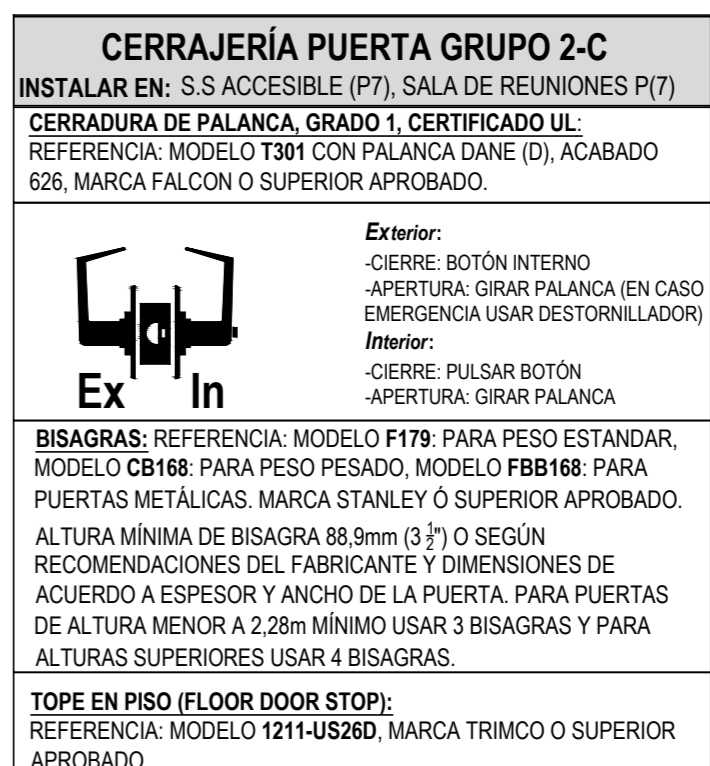 CERRAJERÍA PUERTA GRUPO 2-C
INSTALAR EN: S.S ACCESIBLE (P7), SALA DE REUNIONES P(7)
CERRADURA DE PALANCA, GRADO 1, CERTIFICADO UL:
REFERENCIA: MODELO T301 CON PALANCA DANE (D), ACABADO
626, MARCA FALCON O SUPERIOR APROBADO.
Ex In
Exterior:
-CIERRE: BOTÓN INTERNO
-APERTURA: GIRAR PALANCA (EN CASO
EMERGENCIA USAR DESTORNILLADOR)
Interior:
-CIERRE: PULSAR BOTÓN
-APERTURA: GIRAR PALANCA
BISAGRAS: REFERENCIA: MODELO F179: PARA PESO ESTANDAR,
MODELO CB168: PARA PESO PESADO, MODELO FBB168: PARA
PUERTAS METÁLICAS. MARCA STANLEY Ó SUPERIOR APROBADO.
ALTURA MÍNIMA DE BISAGRA 88,9mm (3 1/2") O SEGÚN
RECOMENDACIONES DEL FABRICANTE Y DIMENSIONES DE
ACUERDO A ESPESOR Y ANCHO DE LA PUERTA. PARA PUERTAS
DE ALTURA MENOR A 2,28m MÍNIMO USAR 3 BISAGRAS Y PARA
ALTURAS SUPERIORES USAR 4 BISAGRAS.
TOPE EN PISO (FLOOR DOOR STOP):
REFERENCIA: MODELO 1211-US26D, MARCA TRIMCO O SUPERIOR
APROBADO